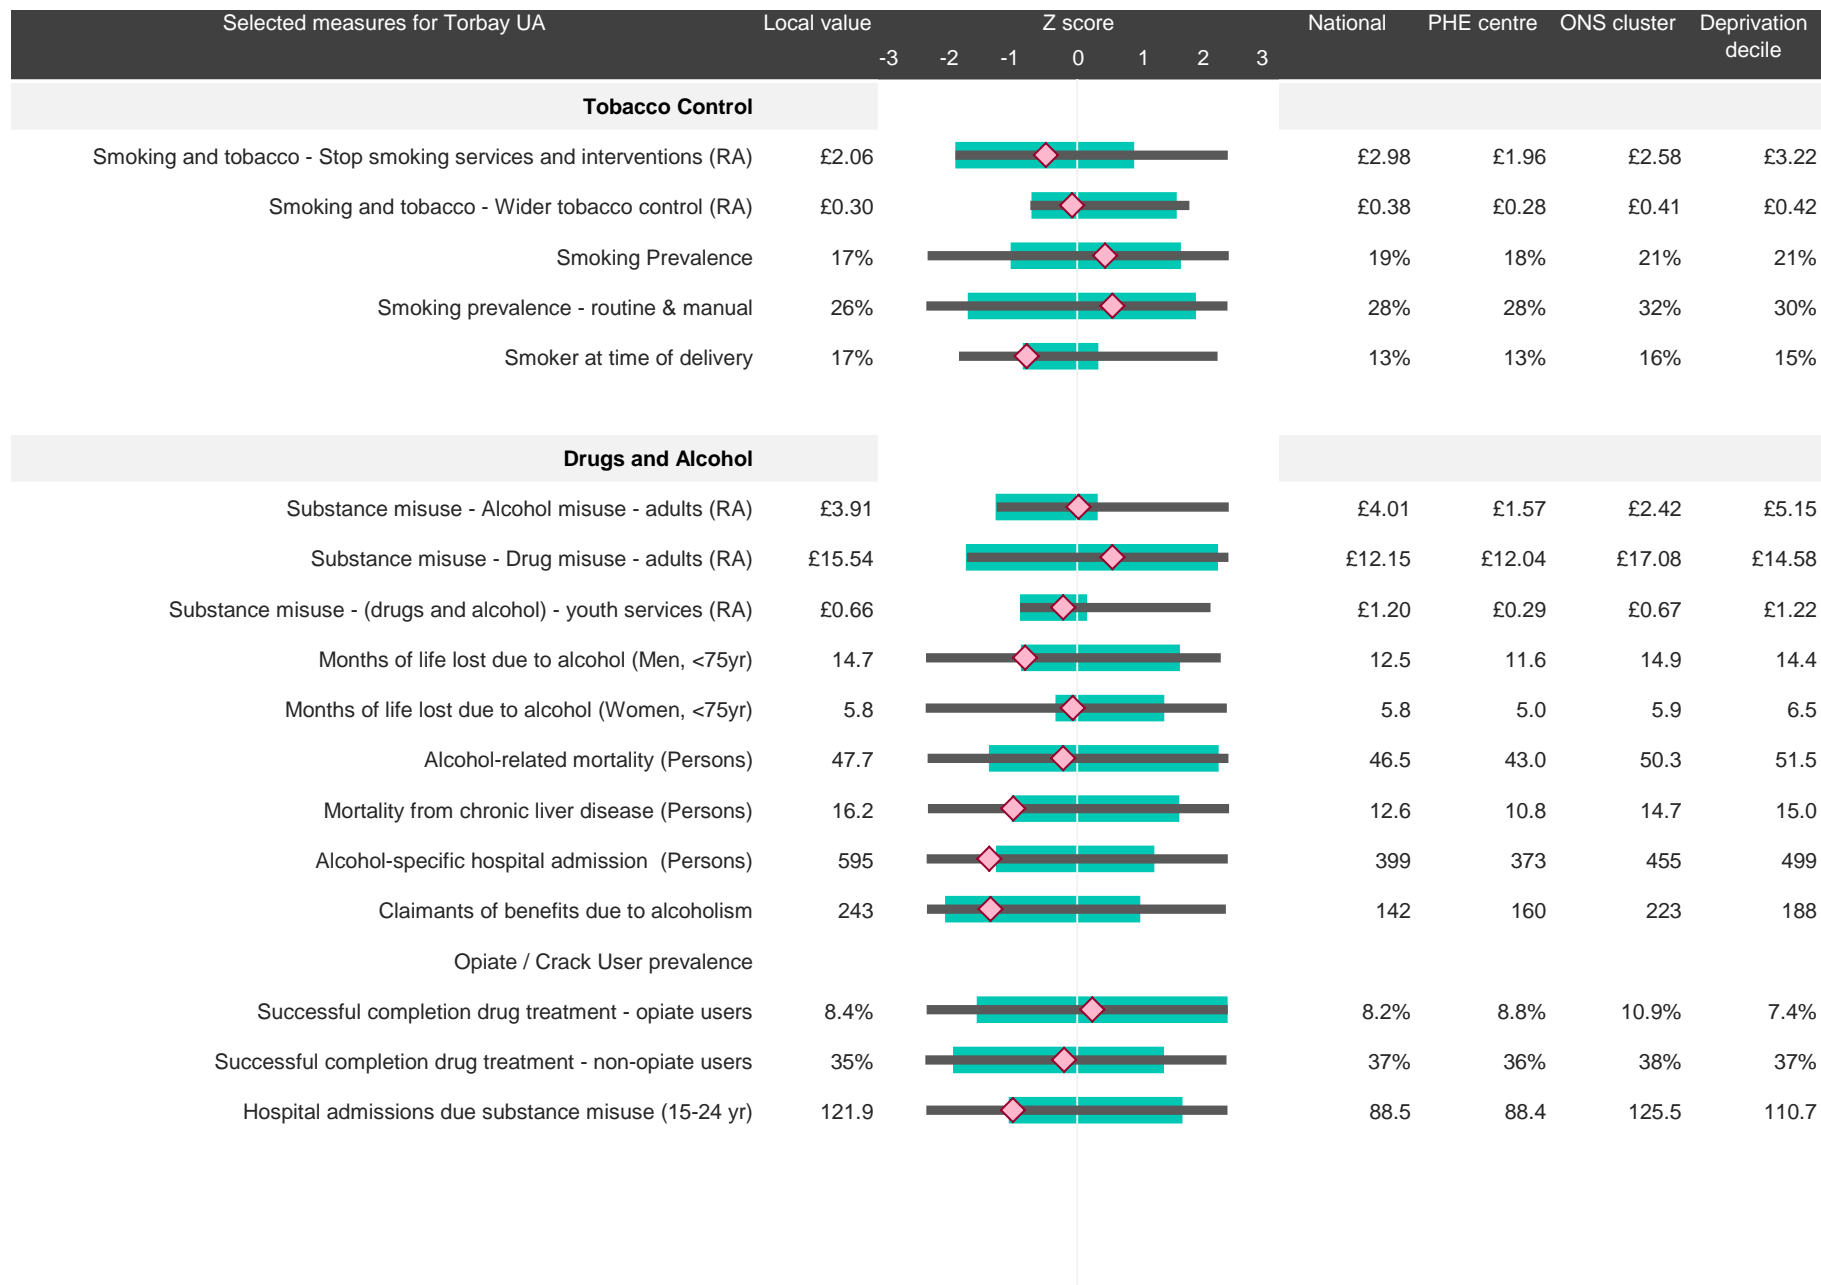 Selected measures for Torbay UA Local value Z score National PHE centre ONS cluster Deprivation decile
-3 -2 -1 0 1 2 3
Tobacco Control
Smoking and tobacco - Stop smoking services and interventions (RA) £2.06 £2.98 £1.96 £2.58 £3.22
Smoking and tobacco - Wider tobacco control (RA) £0.30 £0.38 £0.28 £0.41 £0.42
Smoking Prevalence 17% 19% 18% 21% 21%
Smoking prevalence - routine & manual 26% 28% 28% 32% 30%
Smoker at time of delivery 17% 13% 13% 16% 15%
Drugs and Alcohol
Substance misuse - Alcohol misuse - adults (RA) £3.91 £4.01 £1.57 £2.42 £5.15
Substance misuse - Drug misuse - adults (RA) £15.54 £12.15 £12.04 £17.08 £14.58
Substance misuse - (drugs and alcohol) - youth services (RA) £0.66 £1.20 £0.29 £0.67 £1.22
Months of life lost due to alcohol (Men, <75yr) 14.7 12.5 11.6 14.9 14.4
Months of life lost due to alcohol (Women, <75yr) 5.8 5.8 5.0 5.9 6.5
Alcohol-related mortality (Persons) 47.7 46.5 43.0 50.3 51.5
Mortality from chronic liver disease (Persons) 16.2 12.6 10.8 14.7 15.0
Alcohol-specific hospital admission (Persons) 595 399 373 455 499
Claimants of benefits due to alcoholism 243 142 160 223 188
Opiate / Crack User prevalence
Successful completion drug treatment - opiate users 8.4% 8.2% 8.8% 10.9% 7.4%
Successful completion drug treatment - non-opiate users 35% 37% 36% 38% 37%
Hospital admissions due substance misuse (15-24 yr) 121.9 88.5 88.4 125.5 110.7